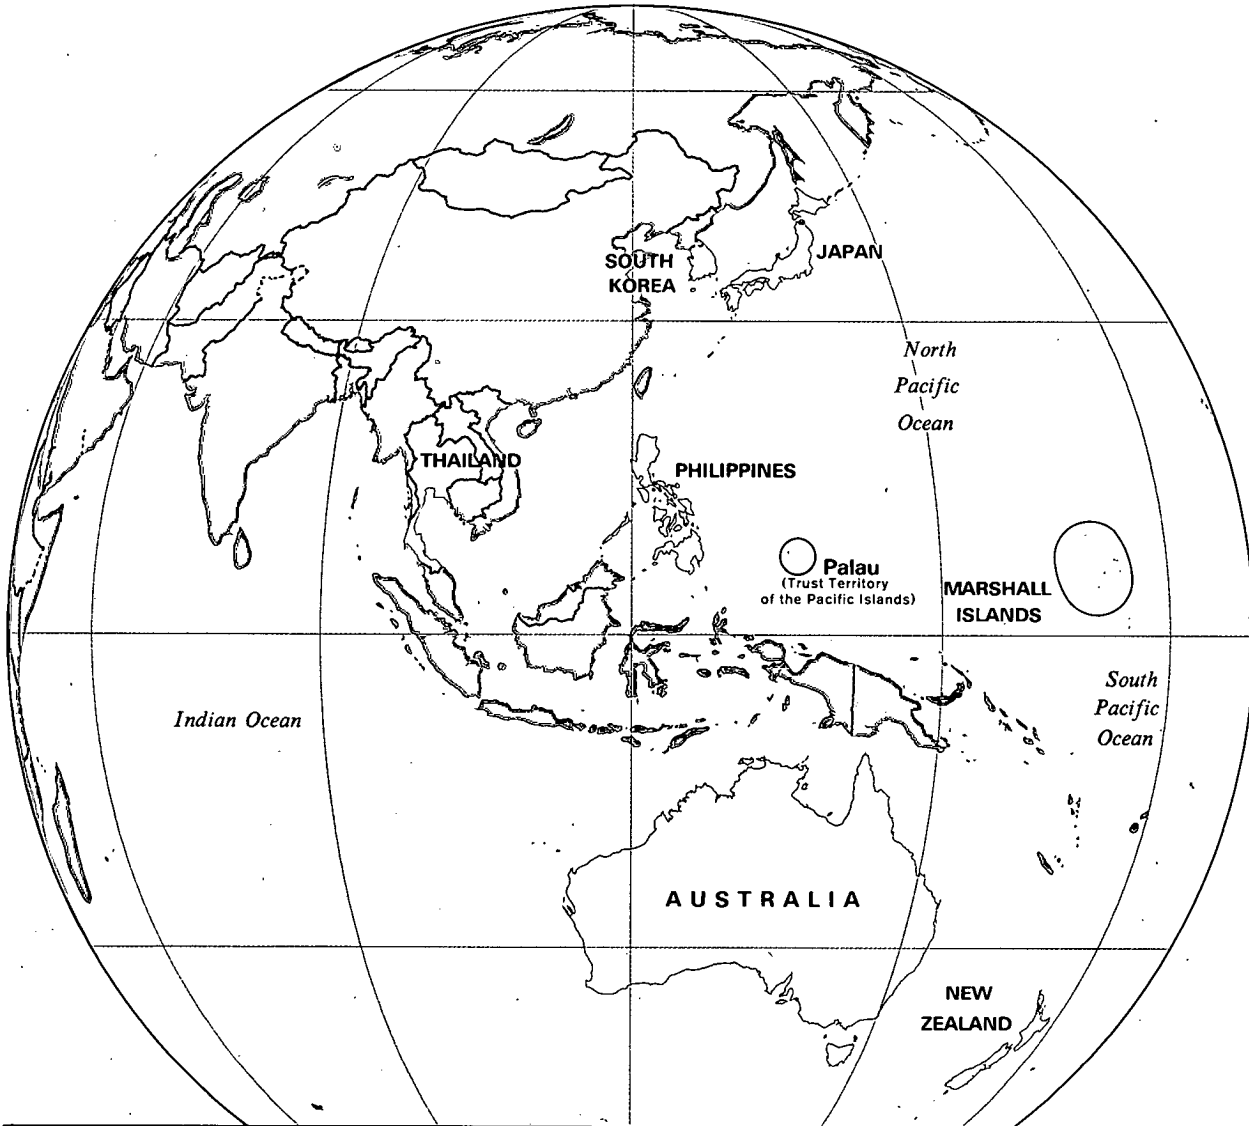 SOUTH
KOREA
JAPAN
North
Pacific
Ocean
THAILAND
PHILIPPINES
Palau
(Trust Territory
of the Pacific Islands)
MARSHALL
ISLANDS
Indian Ocean
South
Pacific
Ocean
AUSTRALIA
NEW
ZEALAND